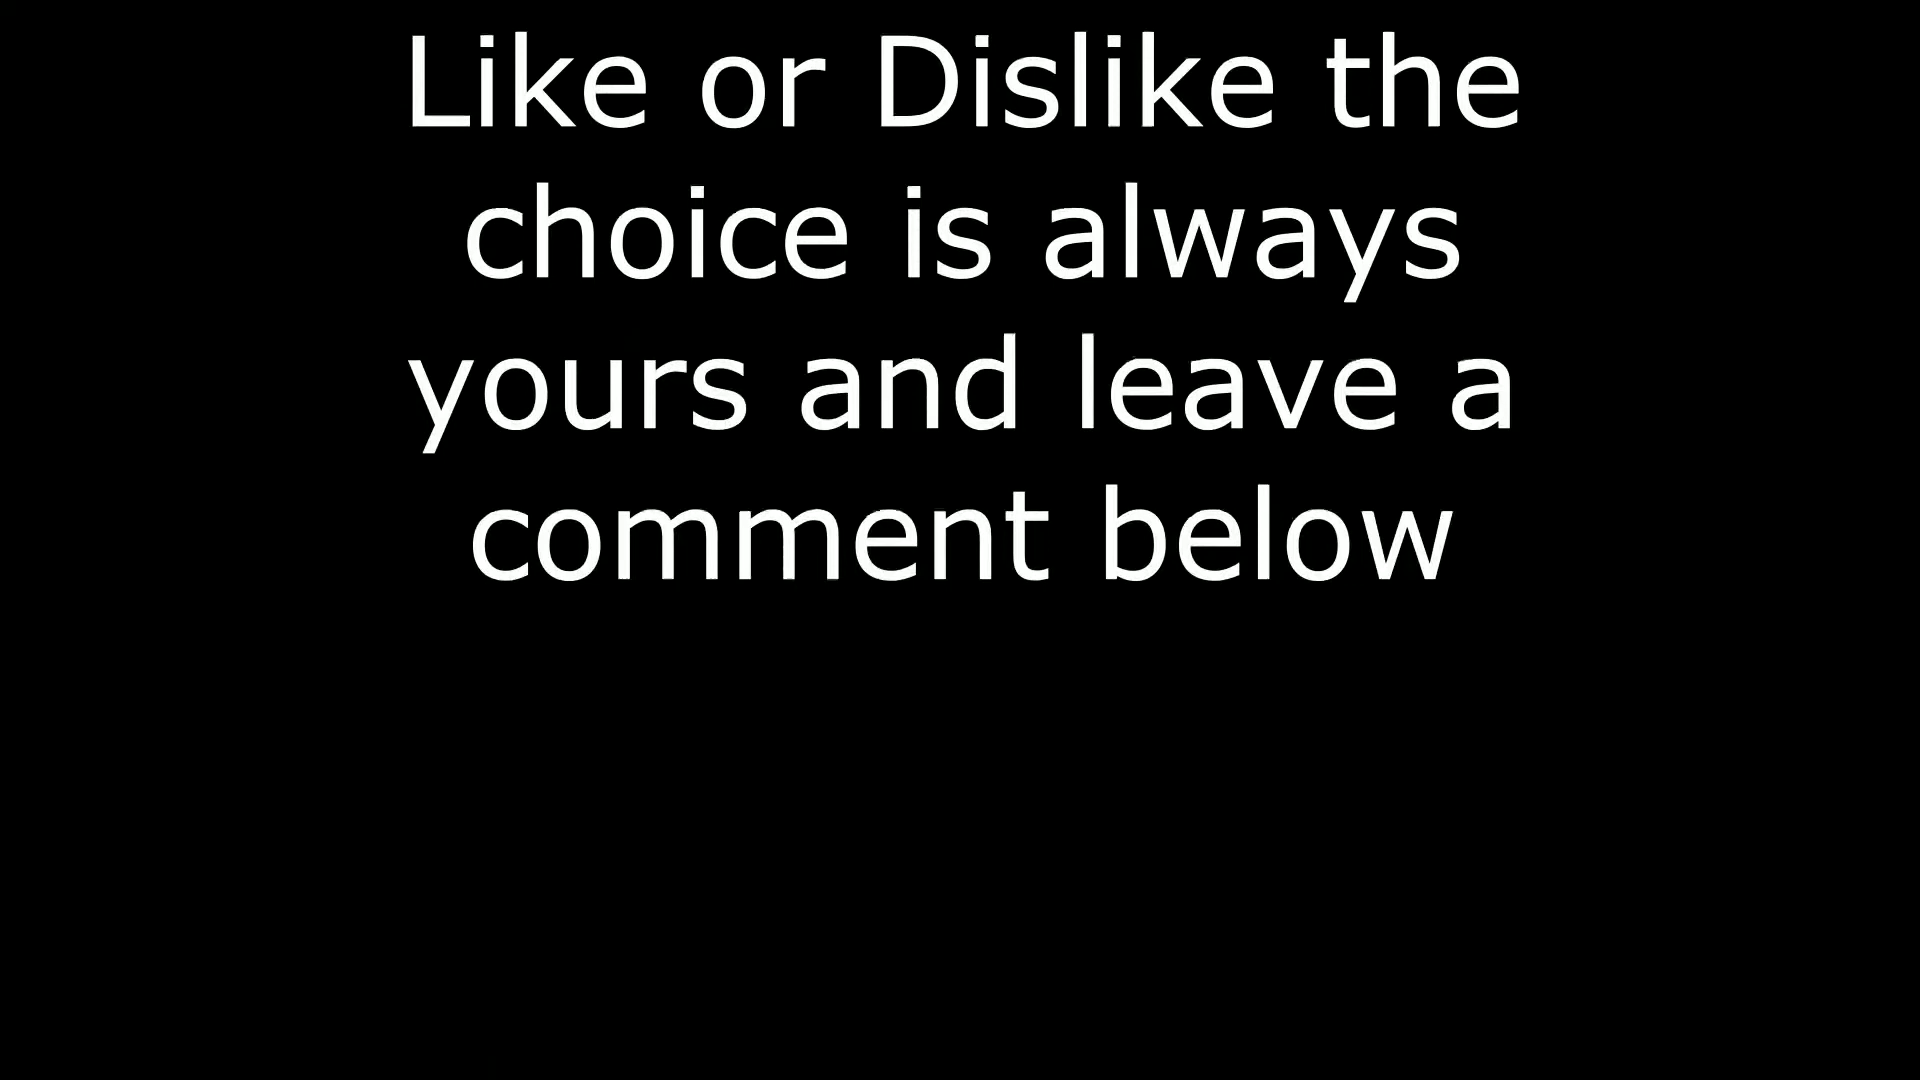 Like or Dislike the
choice is always
yours and leave a
comment below